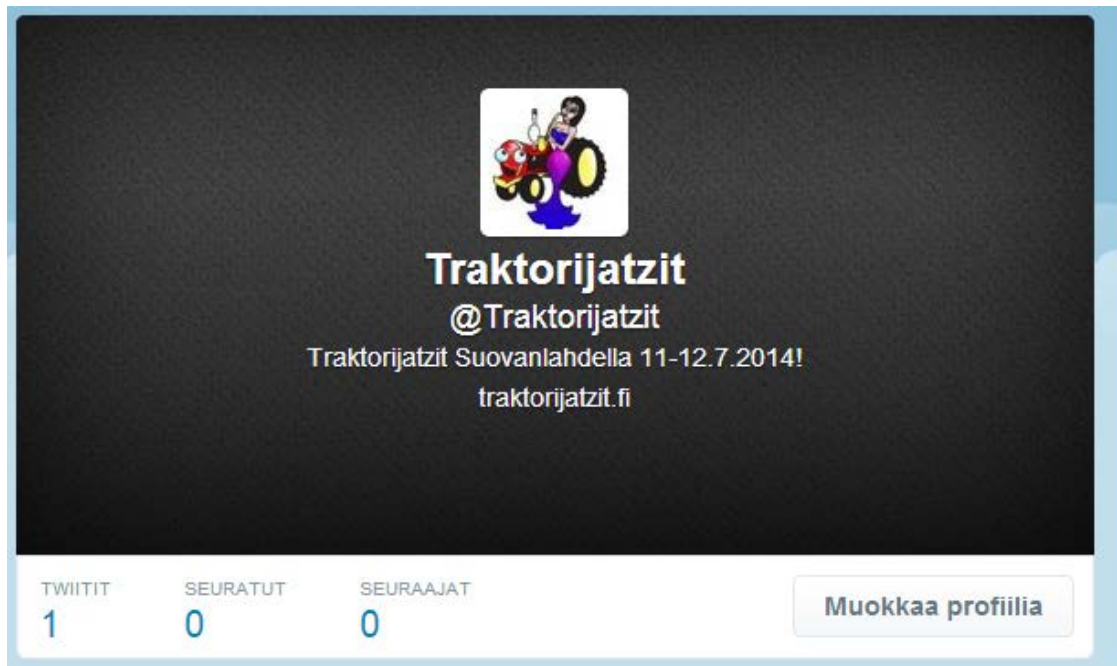 Traktorijatzit
@Traktorijatzit
Traktorijatzit Suovanlahdella 11-12.7.2014!
traktorijatzit.fi
TWIITIT SEURATUT SEURAAJAT
1 0 0
Muokkaa profiilia